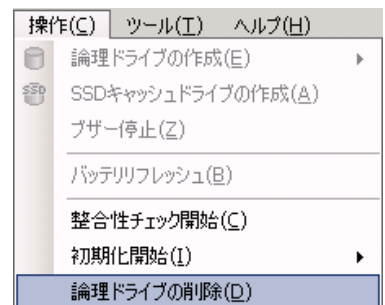 操作(C) ツール(T) ヘルプ(H)
論理ドライブの作成(E)
SSD SSDキャッシュドライブの作成(A)
ブザー停止(Z)
バッテリリフレッシュ(B)
整合性チェック開始(C)
初期化開始(I)
論理ドライブの削除(D)